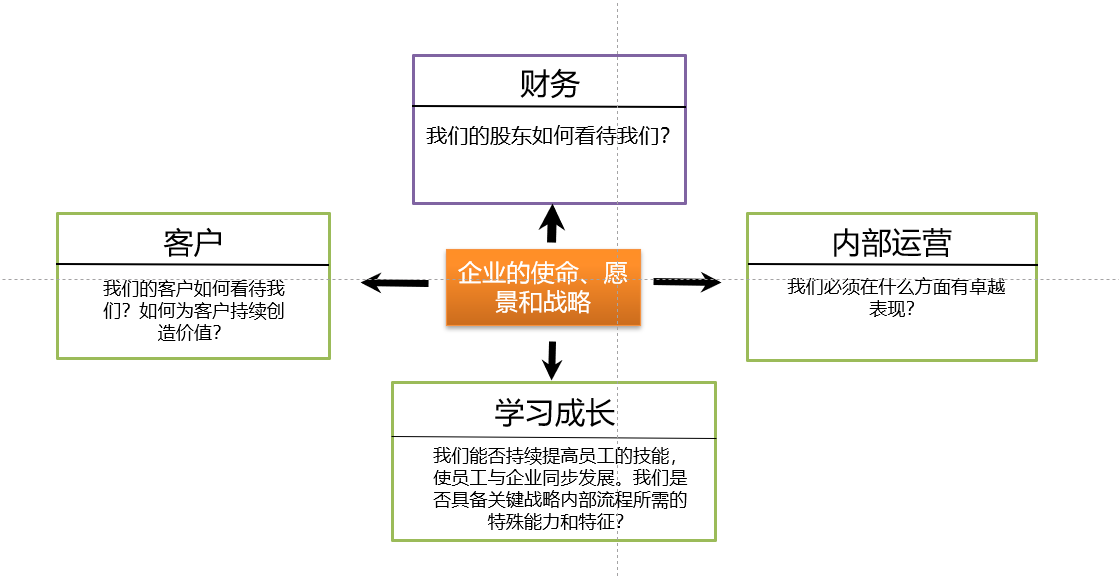 财务
我们的股东如何看待我们？
客户
我们的客户如何看待我
们？如何为客户持续创
造价值？
企业的使命、愿
景和战略
内部运营
我们必须在什么方面有卓越
表现？
学习成长
我们能否持续提高员工的技能，
使员工与企业同步发展。我们是
否具备关键战略内部流程所需的
特殊能力和特征？